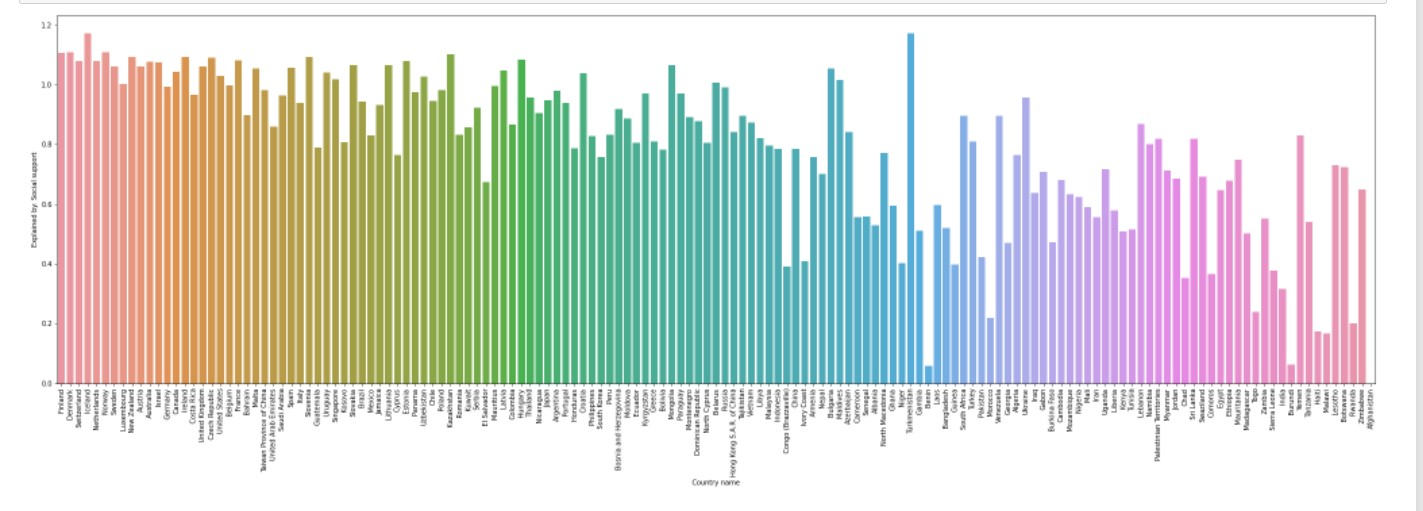 1.2
1.0
0.8
0.6
0.4
0.2
0.0
Explained by: Social support
Finland
Denmark
Switzerland
Iceland
Netherlands
Norway
Sweden
Luxembourg
New Zealand
Austria
Australia
Israel
Germany
Canada
Ireland
Costa Rica
United Kingdom
Czech Republic
United States
Belgium
France
Bahrain
Malta
Taiwan Province of China
United Arab Emirates
Saudi Arabia
Spain
Italy
Slovenia
Guatemala
Uruguay
Singapore
Kosovo
Slovakia
Brazil
Mexico
Jamaica
Lithuania
Cyprus
Estonia
Panama
Uzbekistan
Chile
Poland
Kazakhstan
Romania
Kuwait
Serbia
El Salvador
Mauritius
Latvia
Colombia
Hungary
Thailand
Nicaragua
Japan
Argentina
Portugal
Honduras
Croatia
Philippines
South Korea
Peru
Bosnia and Herzegovina
Moldova
Ecuador
Kyrgyzstan
Greece
Bolivia
Mongolia
Paraguay
Montenegro
Dominican Republic
North Cyprus
Belarus
Russia
Hong Kong S.A.R. of China
Tajikistan
Vietnam
Libya
Malaysia
Indonesia
Congo (Brazzaville)
China
Ivory Coast
Armenia
Nepal
Bulgaria
Maldives
Azerbaijan
Cameroon
Senegal
Albania
North Macedonia
Ghana
Niger
Turkmenistan
Gambia
Benin
Laos
Bangladesh
Guinea
South Africa
Turkey
Pakistan
Morocco
Venezuela
Georgia
Algeria
Ukraine
Iraq
Gabon
Burkina Faso
Cambodia
Mozambique
Nigeria
Mali
Iran
Uganda
Liberia
Kenya
Tunisia
Lebanon
Namibia
Palestinian Territories
Myanmar
Jordan
Chad
Sri Lanka
Swaziland
Comoros
Egypt
Ethiopia
Mauritania
Madagascar
Togo
Zambia
Sierra Leone
India
Burundi
Yemen
Tanzania
Haiti
Malawi
Lesotho
Botswana
Rwanda
Zimbabwe
Afghanistan
Country name